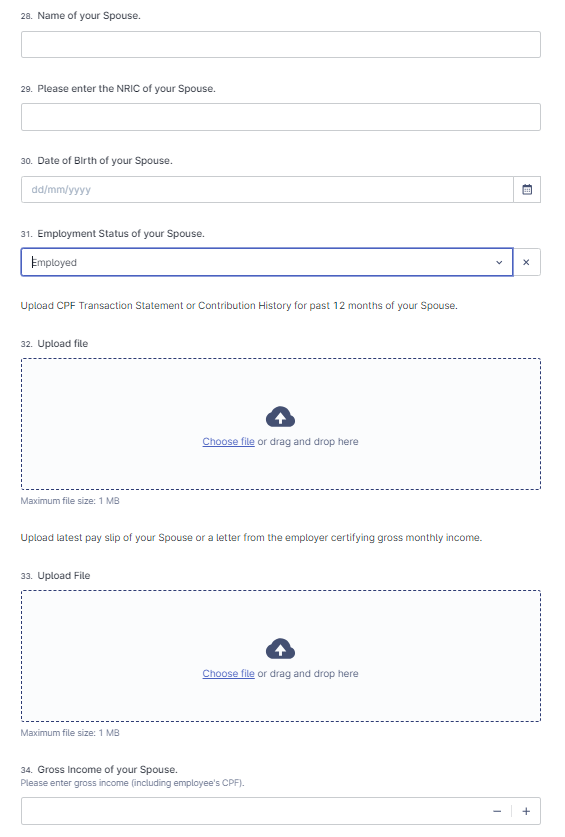 28. Name of your Spouse.
29. Please enter the NRIC of your Spouse.
30. Date of BIrth of your Spouse.
dd/mm/yyyy
31. Employment Status of your Spouse.
Employed
Upload CPF Transaction Statement or Contribution History for past 12 months of your Spouse.
32. Upload file
Choose file or drag and drop here
Maximum file size: 1 MB
Upload latest pay slip of your Spouse or a letter from the employer certifying gross monthly income.
33. Upload File
Choose file or drag and drop here
Maximum file size: 1 MB
34. Gross Income of your Spouse.
Please enter gross income (including employee's CPF).